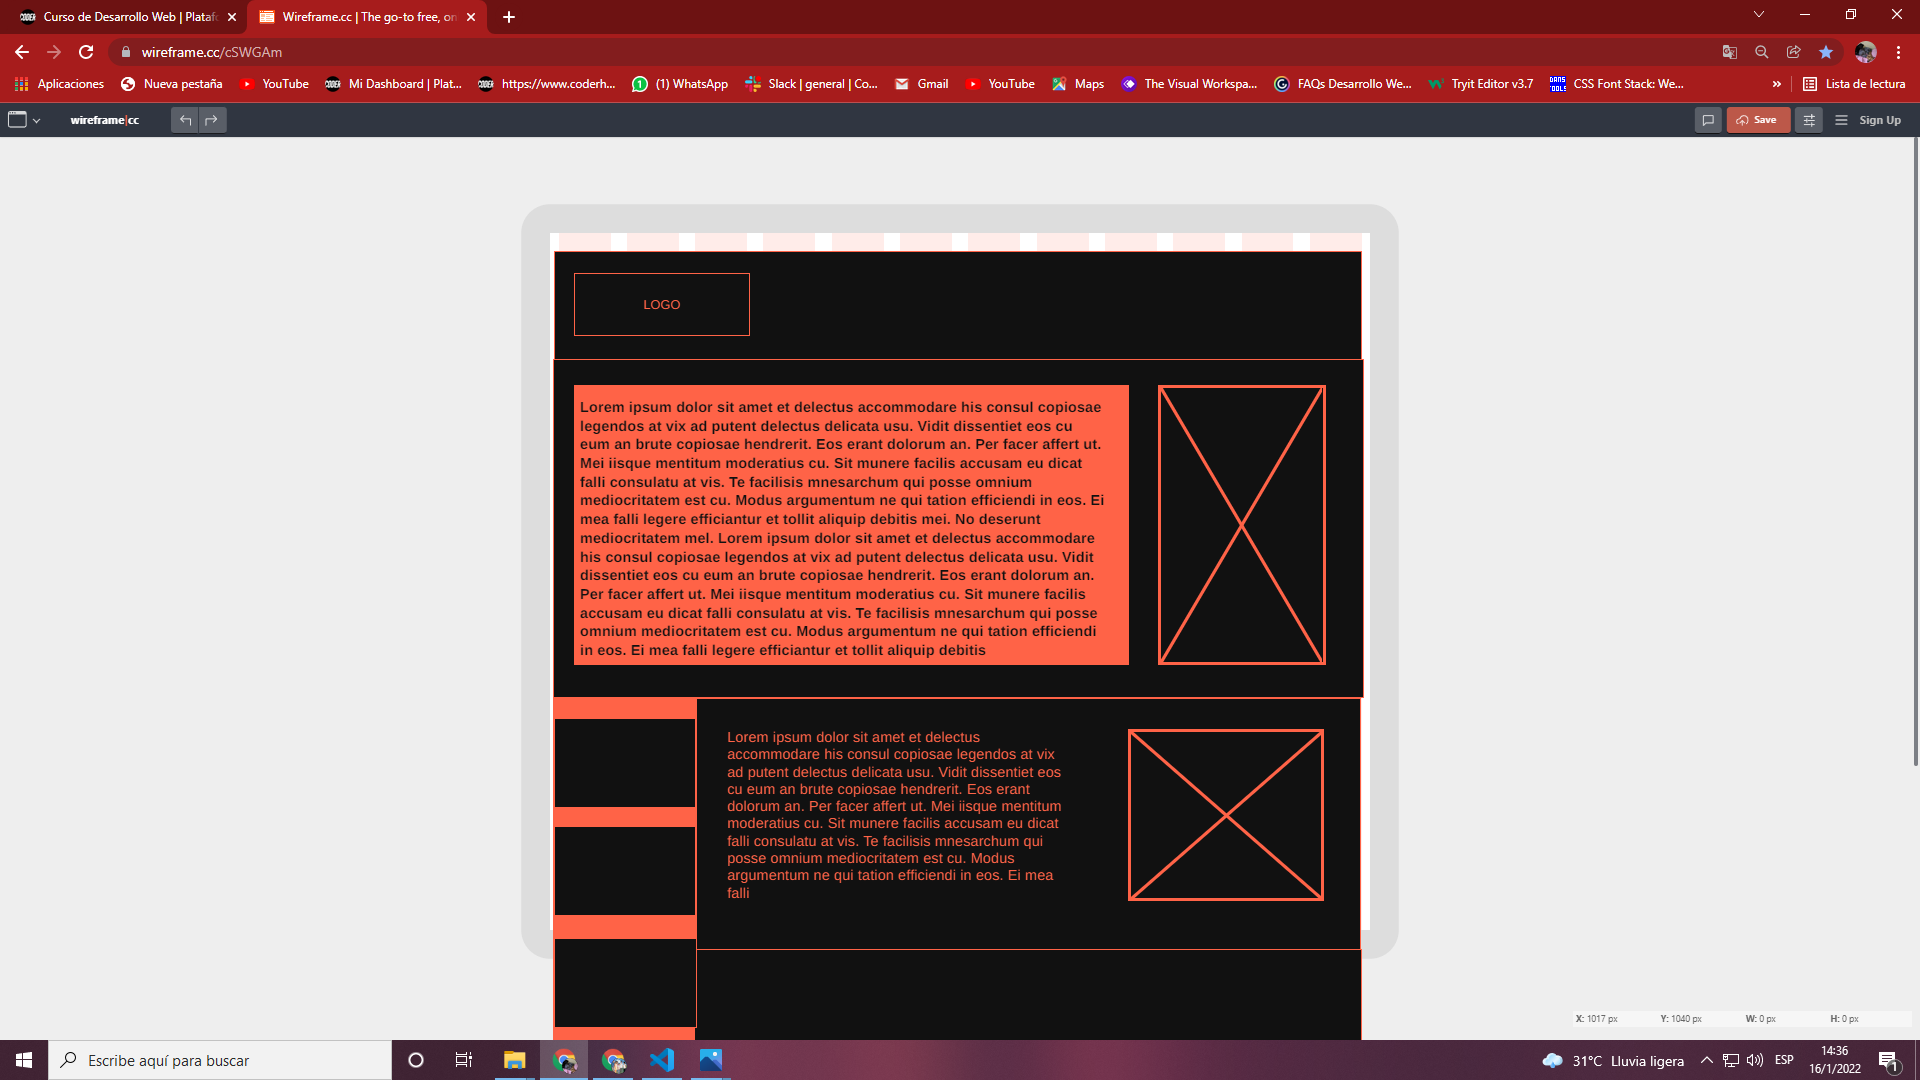 Curso de Desarrollo Web | Plataf
Wireframe.cc | The go-to free, on
wireframe.cc/cSWGAm
Aplicaciones
Nueva pestaña
YouTube
Mi Dashboard | Plat...
https://www.coderh...
(1) WhatsApp
Slack | general | Co...
Gmail
YouTube
Maps
The Visual Workspa...
FAQs Desarrollo We...
Tryit Editor v3.7
CSS Font Stack: We...
»
Lista de lectura
wireframe|cc
Save
Sign Up
LOGO
Lorem ipsum dolor sit amet et delectus accommodare his consul copiosae
legendos at vix ad putent delectus delicata usu. Vidit dissentiet eos cu
eum an brute copiosae hendrerit. Eos erant dolorum an. Per facer affert ut.
Mei iisque mentitum moderatius cu. Sit munere facilis accusam eu dicat
falli consulatu at vis. Te facilisis mnesarchum qui posse omnium
mediocritatem est cu. Modus argumentum ne qui tation efficiendi in eos. Ei
mea falli legere efficiantur et tollit aliquip debitis mei. No deserunt
mediocritatem mel. Lorem ipsum dolor sit amet et delectus accommodare
his consul copiosae legendos at vix ad putent delectus delicata usu. Vidit
dissentiet eos cu eum an brute copiosae hendrerit. Eos erant dolorum an.
Per facer affert ut. Mei iisque mentitum moderatius cu. Sit munere facilis
accusam eu dicat falli consulatu at vis. Te facilisis mnesarchum qui posse
omnium mediocritatem est cu. Modus argumentum ne qui tation efficiendi
in eos. Ei mea falli legere efficiantur et tollit aliquip debitis
Lorem ipsum dolor sit amet et delectus
accommodare his consul copiosae legendos at vix
ad putent delectus delicata usu. Vidit dissentiet eos
cu eum an brute copiosae hendrerit. Eos erant
dolorum an. Per facer affert ut. Mei iisque mentitum
moderatius cu. Sit munere facilis accusam eu dicat
falli consulatu at vis. Te facilisis mnesarchum qui
posse omnium mediocritatem est cu. Modus
argumentum ne qui tation efficiendi in eos. Ei mea
falli
X: 1017 px
Y: 1040 px
W: 0 px
H: 0 px
Escribe aquí para buscar
31°C Lluvia ligera
ESP
14:36
16/1/2022
1